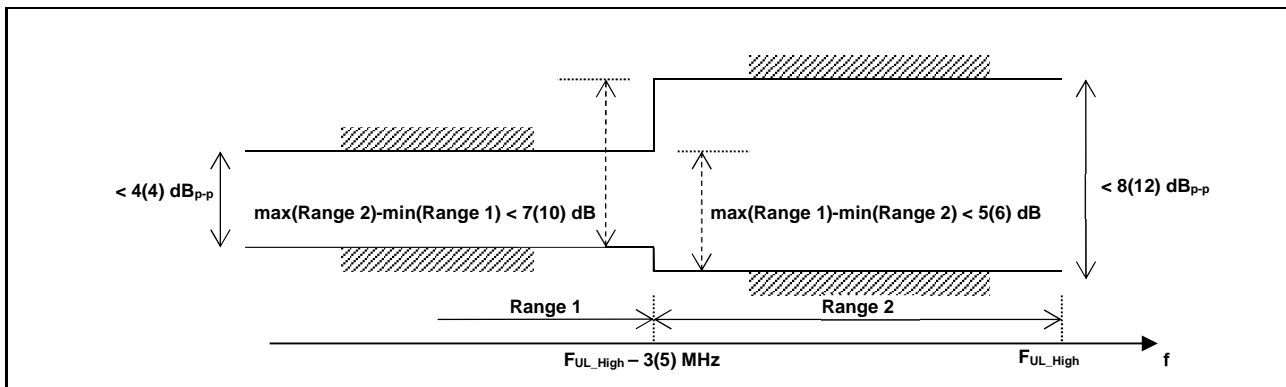 < 4(4) dBp-p
max(Range 2)-min(Range 1) < 7(10) dB
max(Range 1)-min(Range 2) < 5(6) dB
< 8(12) dBp-p
Range 1
Range 2
FUL_High – 3(5) MHz
FUL_High
f